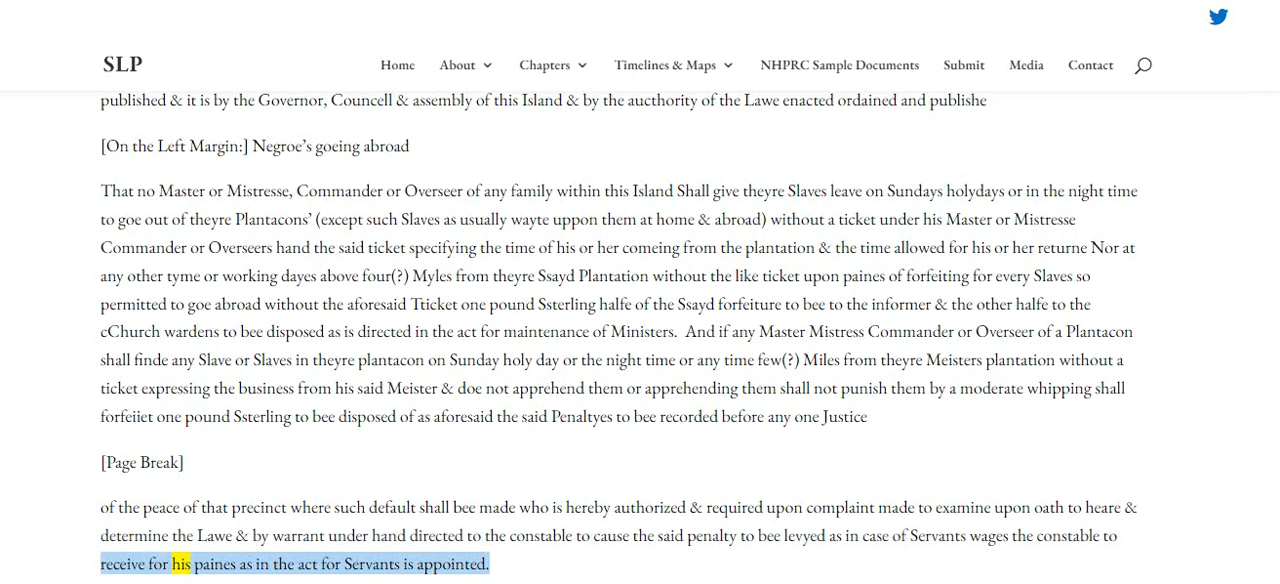 SLP
Home About Chapters Timelines & Maps NHPRC Sample Documents Submit Media Contact
published & it is by the Governor, Councell & assembly of this Island & by the aucthority of the Lawe enacted ordained and publishe
[On the Left Margin:] Negroe’s goeing abroad
That no Master or Mistresse, Commander or Overseer of any family within this Island Shall give theyre Slaves leave on Sundays holydays or in the night time
to goe out of theyre Plantacons’ (except such Slaves as usually wayte uppon them at home & abroad) without a ticket under his Master or Mistresse
Commander or Overseers hand the said ticket specifying the time of his or her comeing from the plantation & the time allowed for his or her returne Nor at
any other tyme or working dayes above four(?) Myles from theyre Ssayd Plantation without the like ticket upon paines of forfeiting for every Slaves so
permitted to goe abroad without the aforesaid Tticket one pound Ssterling halfe of the Ssayd forfeiture to bee to the informer & the other halfe to the
cChurch wardens to bee disposed as is directed in the act for maintenance of Ministers.  And if any Master Mistress Commander or Overseer of a Plantacon
shall finde any Slave or Slaves in theyre plantacon on Sunday holy day or the night time or any time few(?) Miles from theyre Meisters plantation without a
ticket expressing the business from his said Meister & doe not apprehend them or apprehending them shall not punish them by a moderate whipping shall
forfeiiet one pound Ssterling to bee disposed of as aforesaid the said Penaltyes to bee recorded before any one Justice
[Page Break]
of the peace of that precinct where such default shall bee made who is hereby authorized & required upon complaint made to examine upon oath to heare &
determine the Lawe & by warrant under hand directed to the constable to cause the said penalty to bee levyed as in case of Servants wages the constable to
receive for his paines as in the act for Servants is appointed.